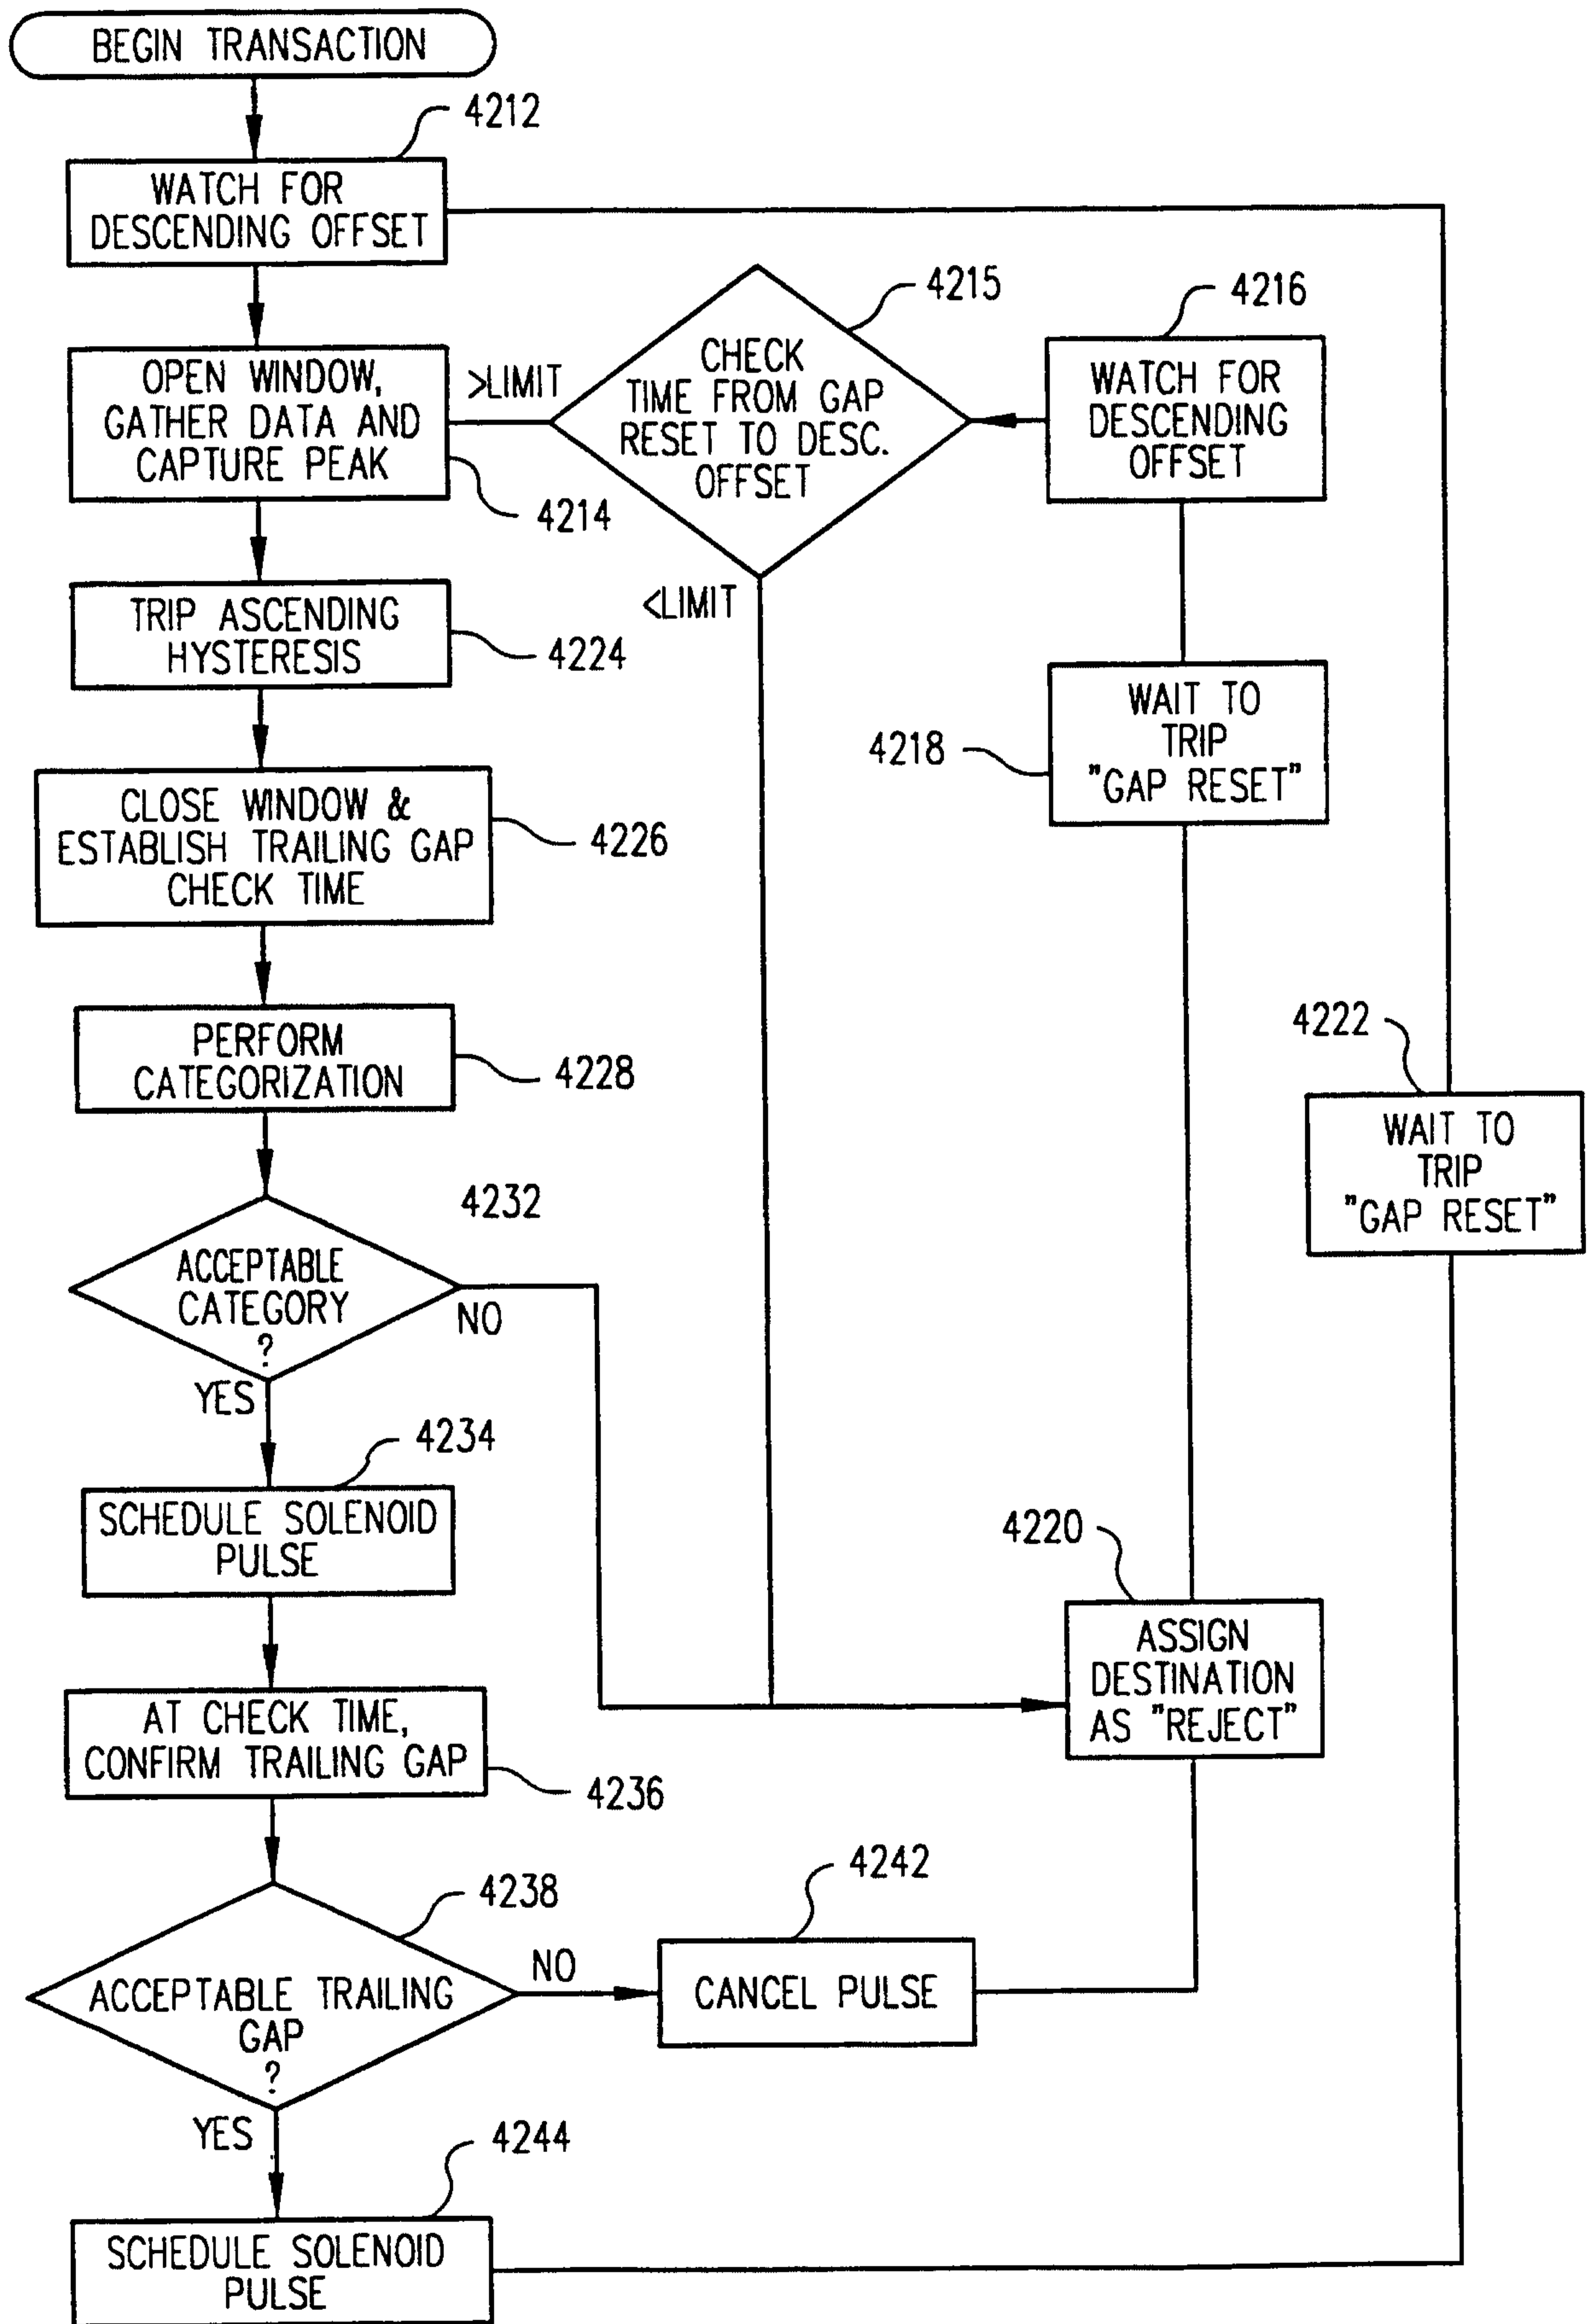 BEGIN TRANSACTION
4212
WATCH FOR
DESCENDING OFFSET
4215
4216
OPEN WINDOW,
GATHER DATA AND
CAPTURE PEAK
>LIMIT
CHECK
TIME FROM GAP
RESET TO DESC.
OFFSET
WATCH FOR
DESCENDING
OFFSET
4214
<LIMIT
TRIP ASCENDING
HYSTERESIS
4224
WAIT TO
TRIP
"GAP RESET"
4218
CLOSE WINDOW &
ESTABLISH TRAILING GAP
CHECK TIME
4226
PERFORM
CATEGORIZATION
4228
4222
WAIT TO
TRIP
"GAP RESET"
4232
ACCEPTABLE
CATEGORY
?
NO
YES
4234
SCHEDULE SOLENOID
PULSE
4220
ASSIGN
DESTINATION
AS "REJECT"
AT CHECK TIME,
CONFIRM TRAILING GAP
4236
4238
4242
ACCEPTABLE TRAILING
GAP
?
NO
CANCEL PULSE
YES
4244
SCHEDULE SOLENOID
PULSE